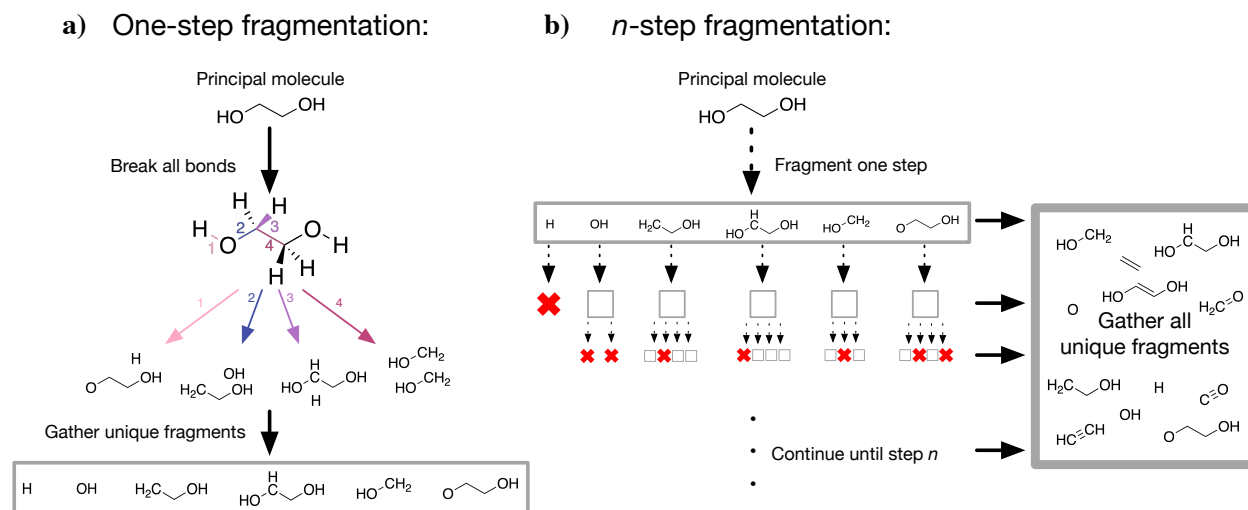 a) One-step fragmentation:
Principal molecule
HO OH
Break all bonds
H H
H O 2 3 O H
1 4
H H
1 2 3 4
H
O OH
OH
H₂C OH
H
HO OH
H
HO CH₂
HO CH₂
Gather unique fragments
H OH H₂C OH HO H OH HO CH₂ O OH
b) n-step fragmentation:
Principal molecule
HO OH
Fragment one step
H OH H₂C OH HO H OH HO CH₂ O OH
Continue until step n
HO CH₂ HO H OH
HO OH
O H₂C O
Gather all
unique fragments
H₂C OH H C O
OH
HC CH O OH